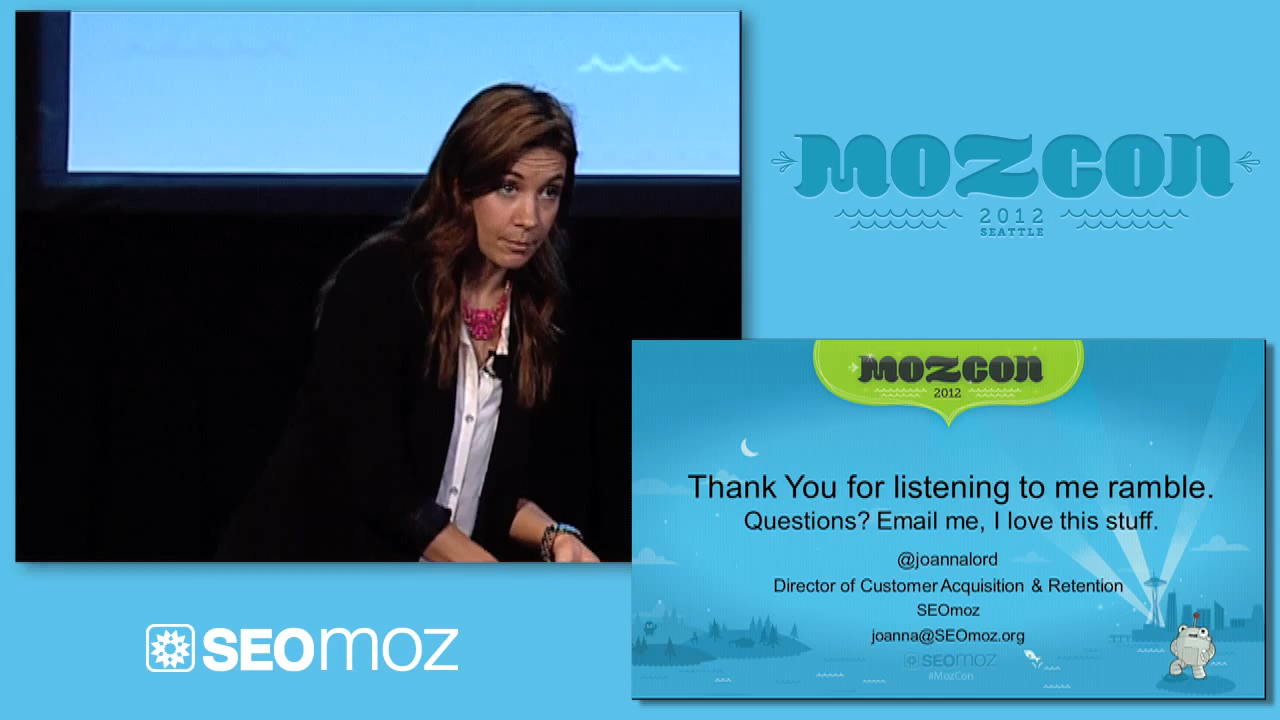 MOZCON
2012
SEATTLE
MOZCON
2012
Thank You for listening to me ramble.
Questions? Email me, I love this stuff.
@joannalord
Director of Customer Acquisition & Retention
SEOmoz
joanna@SEOmoz.org
SEOmoz
#MozCon
SEOmoz